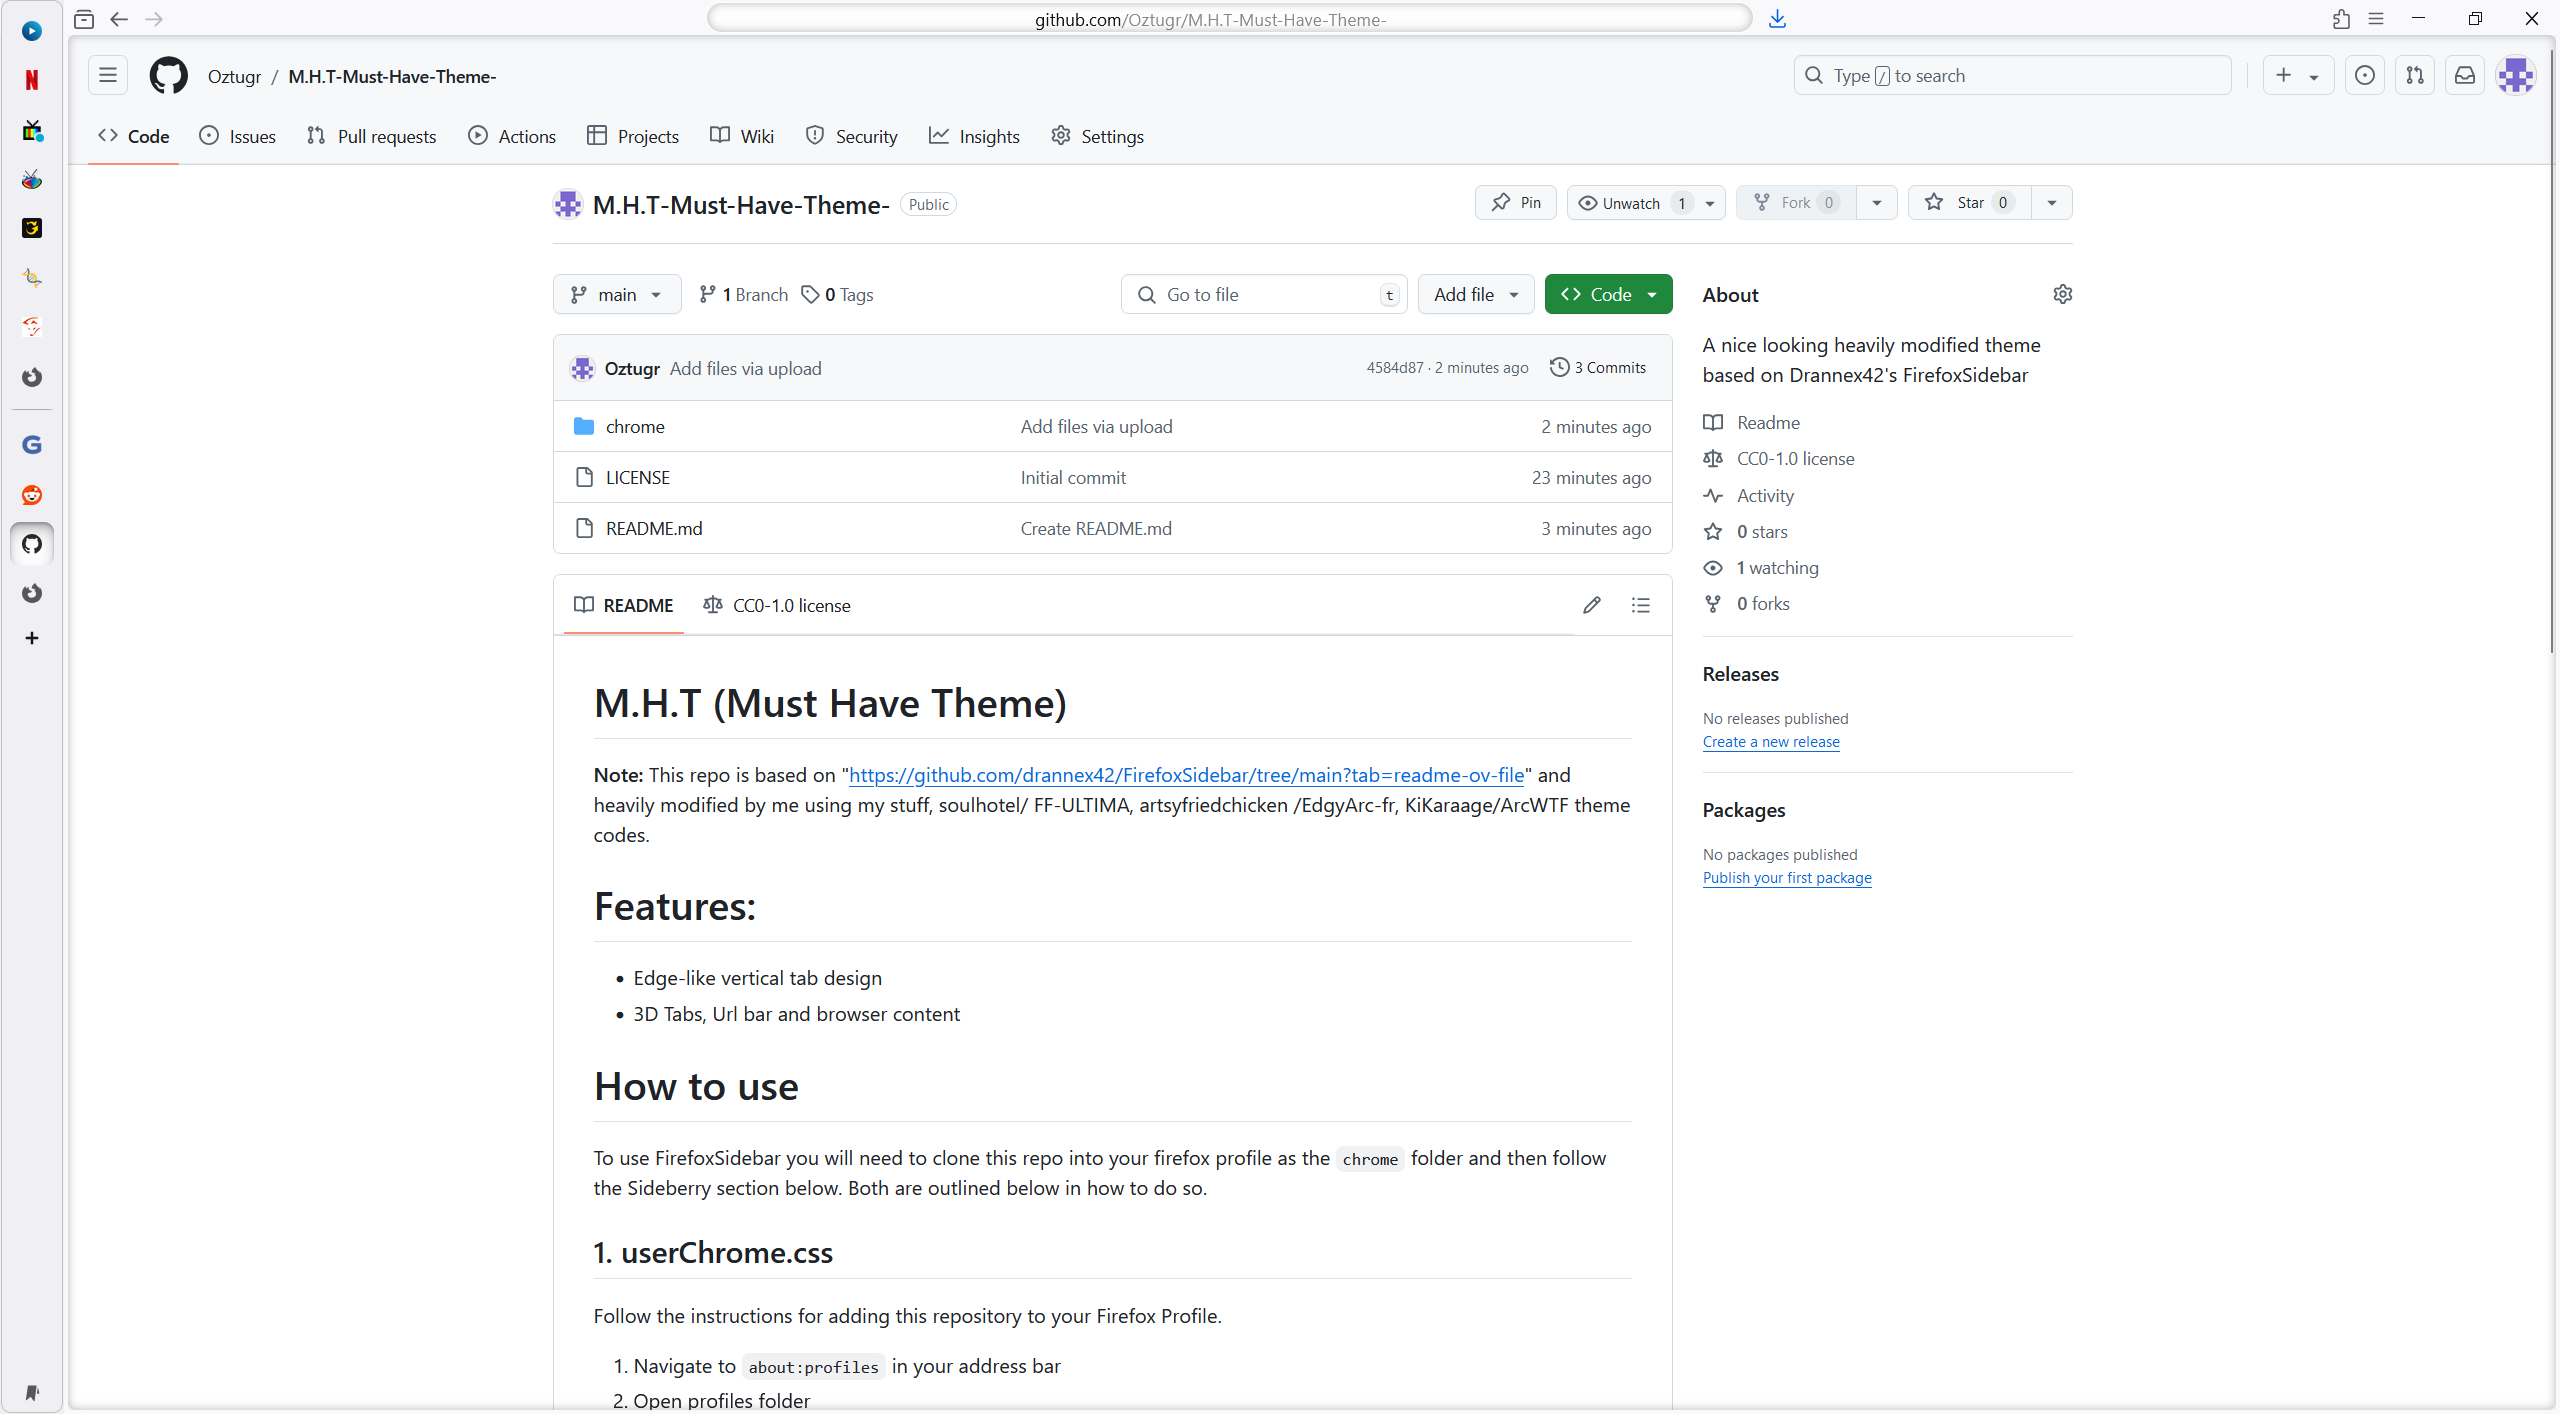 github.com/Oztugr/M.H.T-Must-Have-Theme-
Oztugr / M.H.T-Must-Have-Theme-
Type / to search
Code Issues Pull requests Actions Projects Wiki Security Insights Settings
M.H.T-Must-Have-Theme- Public
Pin Unwatch 1 Fork 0 Star 0
main 1 Branch 0 Tags
Go to file t Add file Code
Oztugr Add files via upload 4584d87 · 2 minutes ago 3 Commits
chrome Add files via upload 2 minutes ago
LICENSE Initial commit 23 minutes ago
README.md Create README.md 3 minutes ago
README CC0-1.0 license
M.H.T (Must Have Theme)
Note: This repo is based on "https://github.com/drannex42/FirefoxSidebar/tree/main?tab=readme-ov-file" and
heavily modified by me using my stuff, soulhotel/ FF-ULTIMA, artsyfriedchicken /EdgyArc-fr, KiKaraage/ArcWTF theme
codes.
Features:
• Edge-like vertical tab design
• 3D Tabs, Url bar and browser content
How to use
To use FirefoxSidebar you will need to clone this repo into your firefox profile as the chrome folder and then follow
the Sideberry section below. Both are outlined below in how to do so.
1. userChrome.css
Follow the instructions for adding this repository to your Firefox Profile.
1. Navigate to about:profiles in your address bar
2. Open profiles folder
About
A nice looking heavily modified theme
based on Drannex42's FirefoxSidebar
Readme
CC0-1.0 license
Activity
0 stars
1 watching
0 forks
Releases
No releases published
Create a new release
Packages
No packages published
Publish your first package